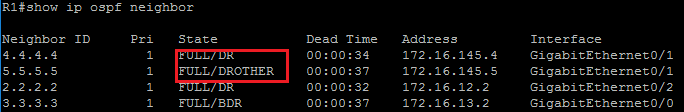 R1#show ip ospf neighbor
Neighbor ID Pri State Dead Time Address Interface
4.4.4.4 1 FULL/DR 00:00:34 172.16.145.4 GigabitEthernet0/1
5.5.5.5 1 FULL/DROTHER 00:00:37 172.16.145.5 GigabitEthernet0/1
2.2.2.2 1 FULL/DR 00:00:32 172.16.12.2 GigabitEthernet0/2
3.3.3.3 1 FULL/BDR 00:00:37 172.16.13.2 GigabitEthernet0/0